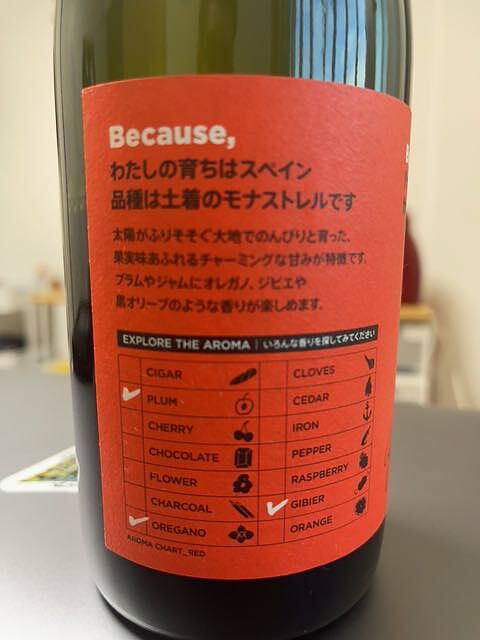 Because,
わたしの育ちはスペイン
品種は土着のモナストレルです
太陽がふりそそぐ大地でのんびりと育った、
果実味あふれるチャーミングな甘みが特徴です。
プラムやジャムにオレガノ、ジビエや
黒オリーブのような香りが楽しめます。
EXPLORE THE AROMA | いろんな香りを探してみてください
CIGAR
PLUM
CHERRY
CHOCOLATE
FLOWER
CHARCOAL
OREGANO
CLOVES
CEDAR
IRON
PEPPER
RASPBERRY
GIBIER
ORANGE
AROMA CHART_RED